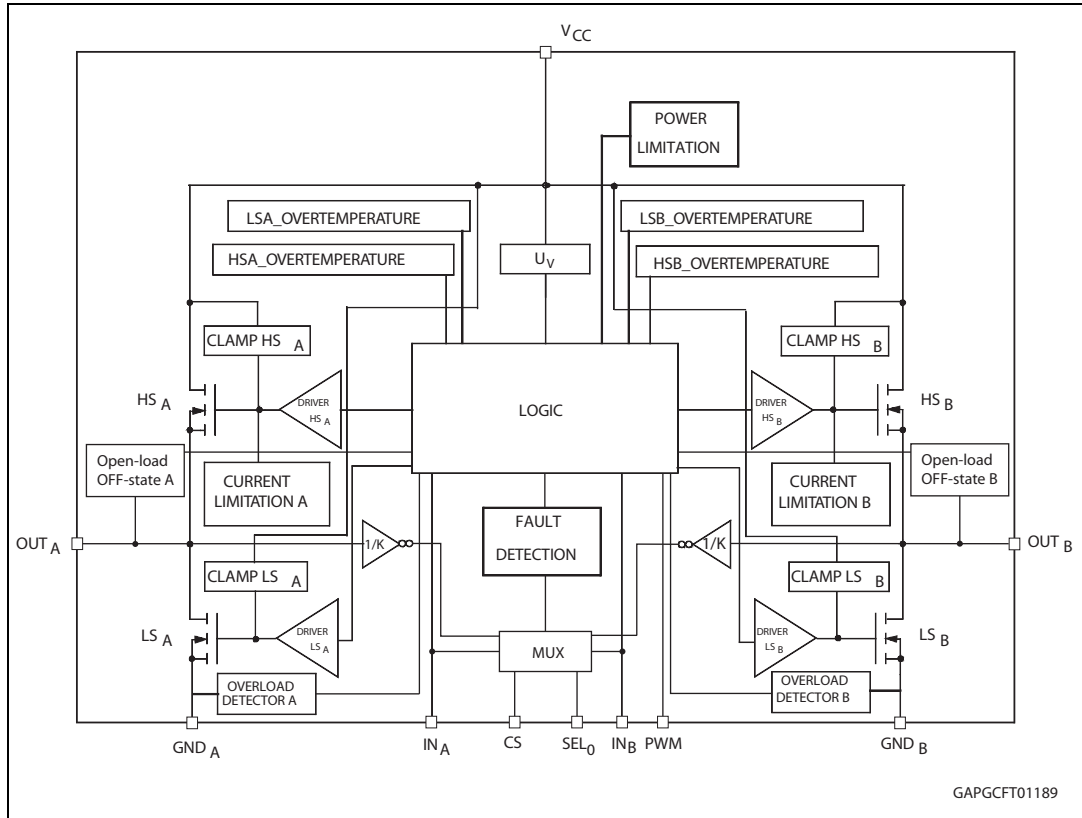 VCC
POWER
LIMITATION
LSA_OVERTEMPERATURE
LSB_OVERTEMPERATURE
HSA_OVERTEMPERATURE
UV
HSB_OVERTEMPERATURE
CLAMP HS A
CLAMP HS B
HS A
DRIVER
HS A
LOGIC
DRIVER
HS B
HS B
Open-load
OFF-state A
CURRENT
LIMITATION A
CURRENT
LIMITATION B
Open-load
OFF-state B
OUT A
1/K
FAULT
DETECTION
1/K
OUT B
CLAMP LS A
CLAMP LS B
LS A
DRIVER
LS A
MUX
DRIVER
LS B
LS B
OVERLOAD
DETECTOR A
OVERLOAD
DETECTOR B
GND A
INA
CS
SEL0
INB
PWM
GND B
GAPGCFT01189